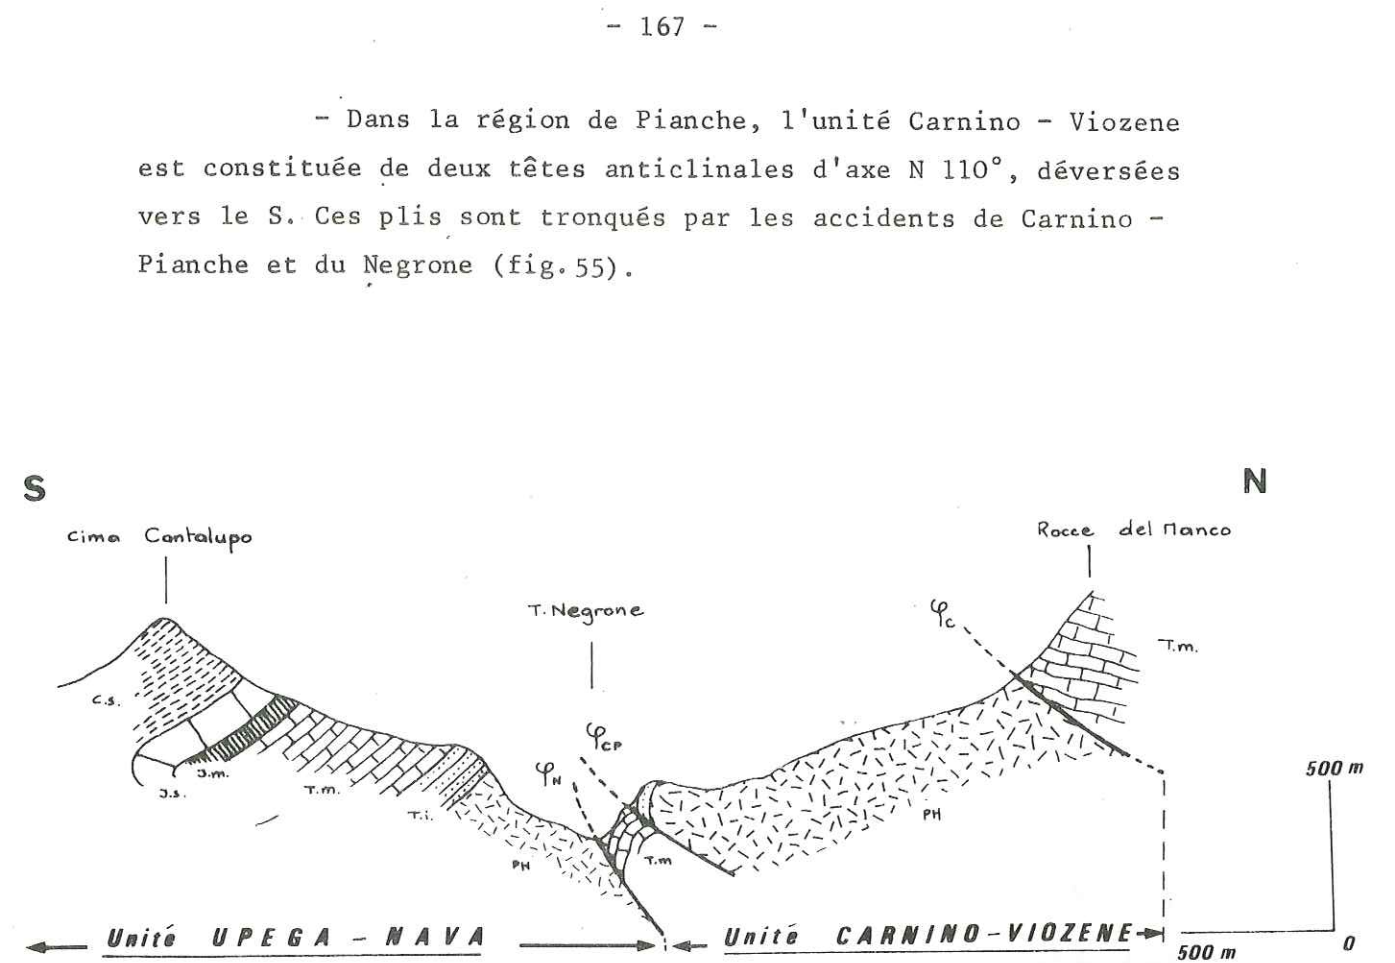 - 167 -
- Dans la région de Pianche, l'unité Carnino - Viozene
est constituée de deux têtes anticlinales d'axe N 110°, déversées
vers le S. Ces plis sont tronqués par les accidents de Carnino -
Pianche et du Negrone (fig. 55).
S
N
Cima Cantalupo
Rocce del Manco
T. Negrone
φC
T.m.
C.s.
φCP
φN
J.m.
J.s.
T.m.
T.i.
PH
T.m
PH
500 m
Unité UPEGA - NAVA
Unité CARNINO-VIOZENE
500 m
0